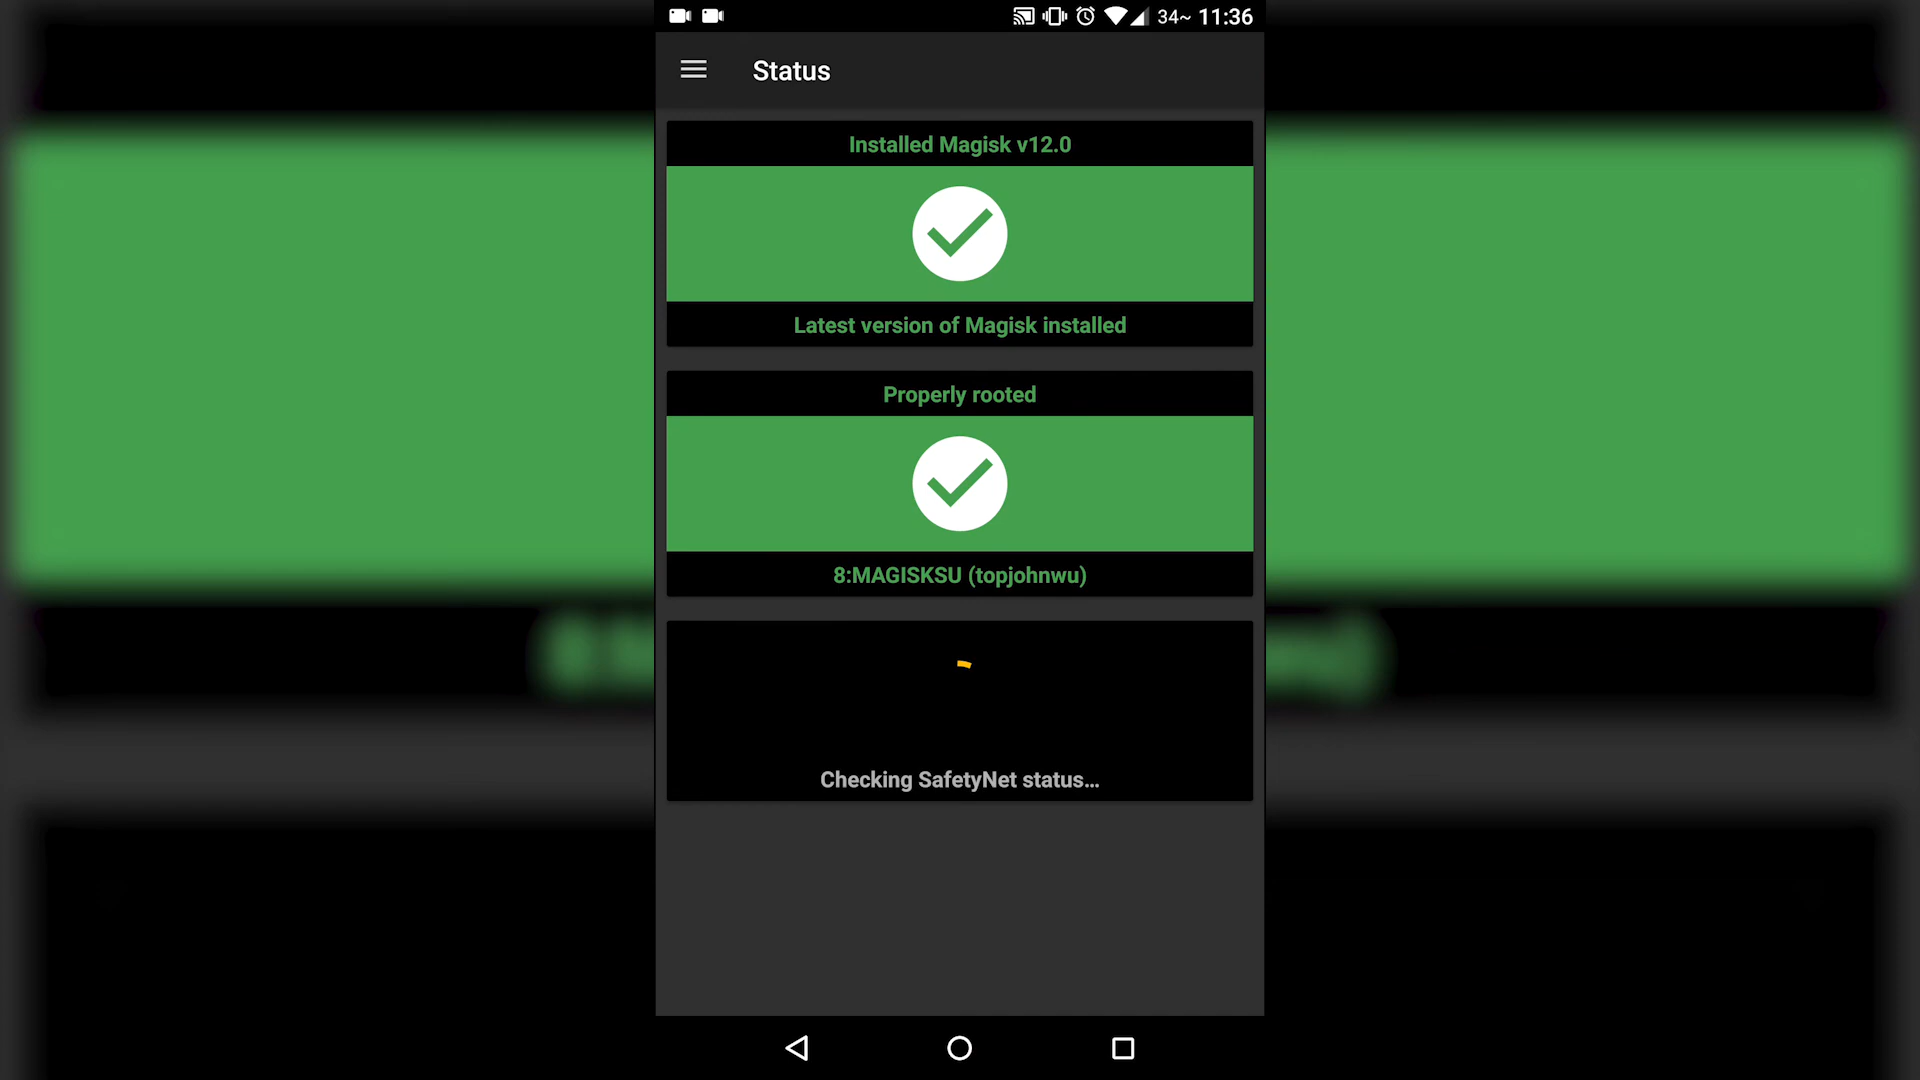 34~ 11:36
Status
Installed Magisk v12.0
Latest version of Magisk installed
Properly rooted
8:MAGISKSU (topjohnwu)
Checking SafetyNet status...